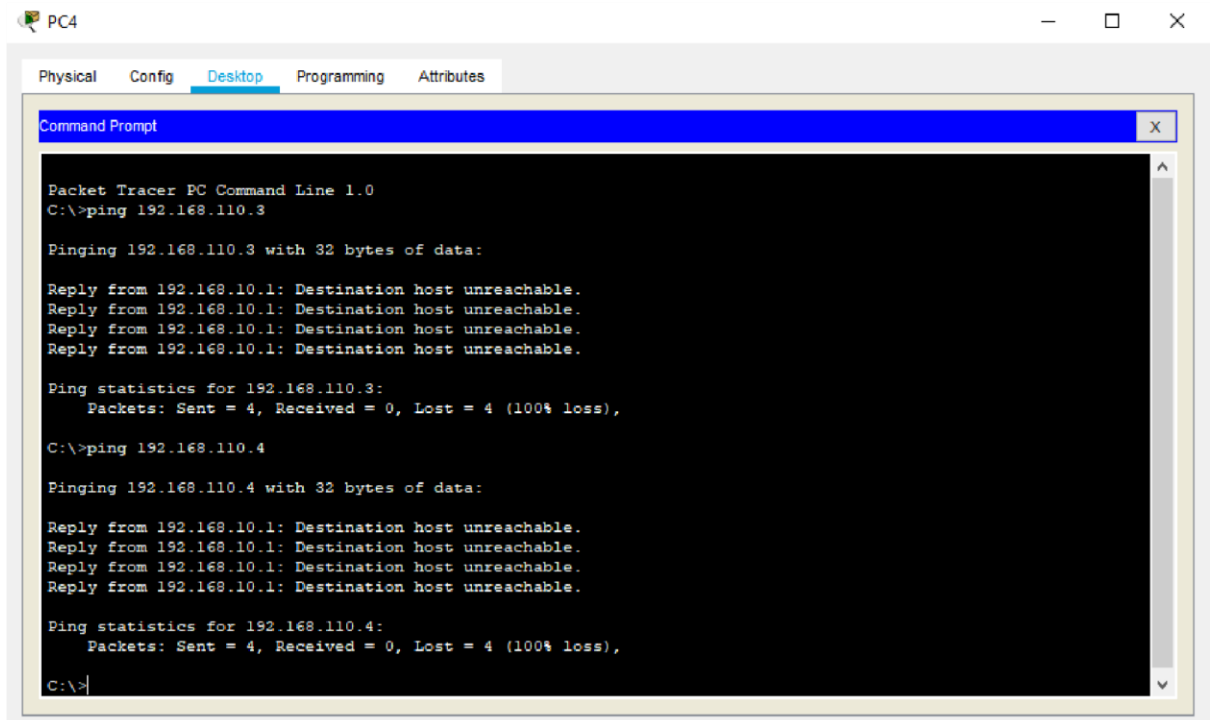 PC4
Physical Config Desktop Programming Attributes
Command Prompt
X
Packet Tracer PC Command Line 1.0
C:\>ping 192.168.110.3
Pinging 192.168.110.3 with 32 bytes of data:
Reply from 192.168.10.1: Destination host unreachable.
Reply from 192.168.10.1: Destination host unreachable.
Reply from 192.168.10.1: Destination host unreachable.
Reply from 192.168.10.1: Destination host unreachable.
Ping statistics for 192.168.110.3:
Packets: Sent = 4, Received = 0, Lost = 4 (100% loss),
C:\>ping 192.168.110.4
Pinging 192.168.110.4 with 32 bytes of data:
Reply from 192.168.10.1: Destination host unreachable.
Reply from 192.168.10.1: Destination host unreachable.
Reply from 192.168.10.1: Destination host unreachable.
Reply from 192.168.10.1: Destination host unreachable.
Ping statistics for 192.168.110.4:
Packets: Sent = 4, Received = 0, Lost = 4 (100% loss),
C:\>